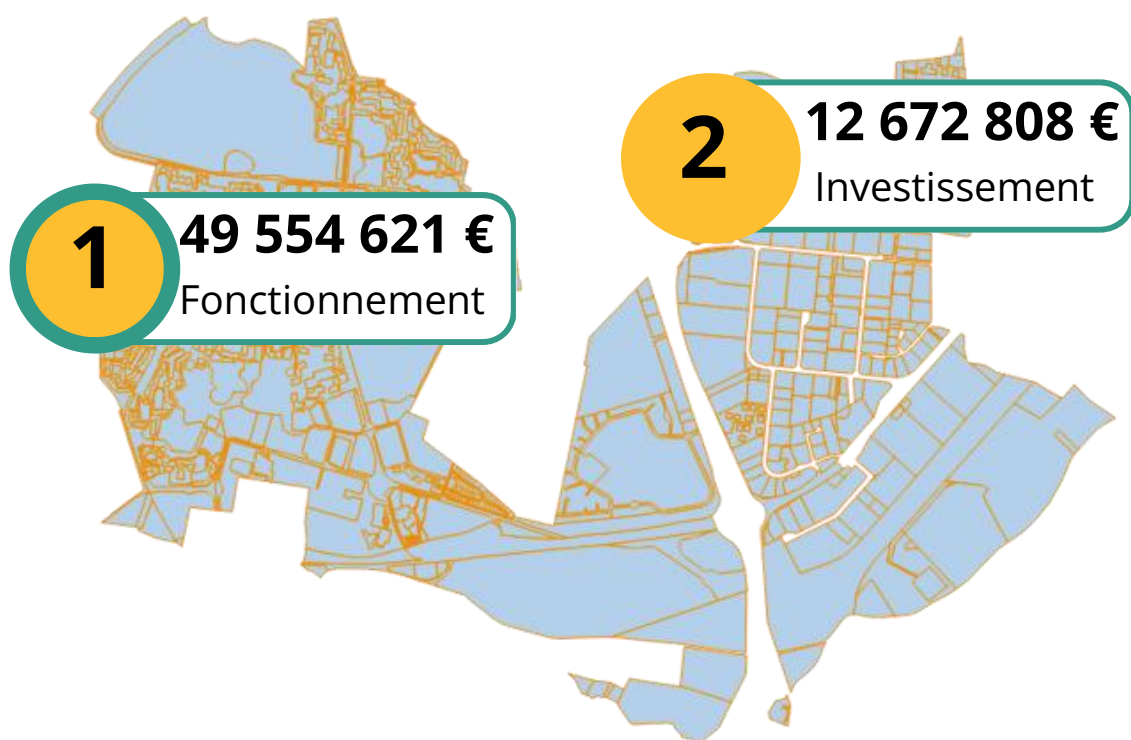 1
49 554 621 €
Fonctionnement
2
12 672 808 €
Investissement